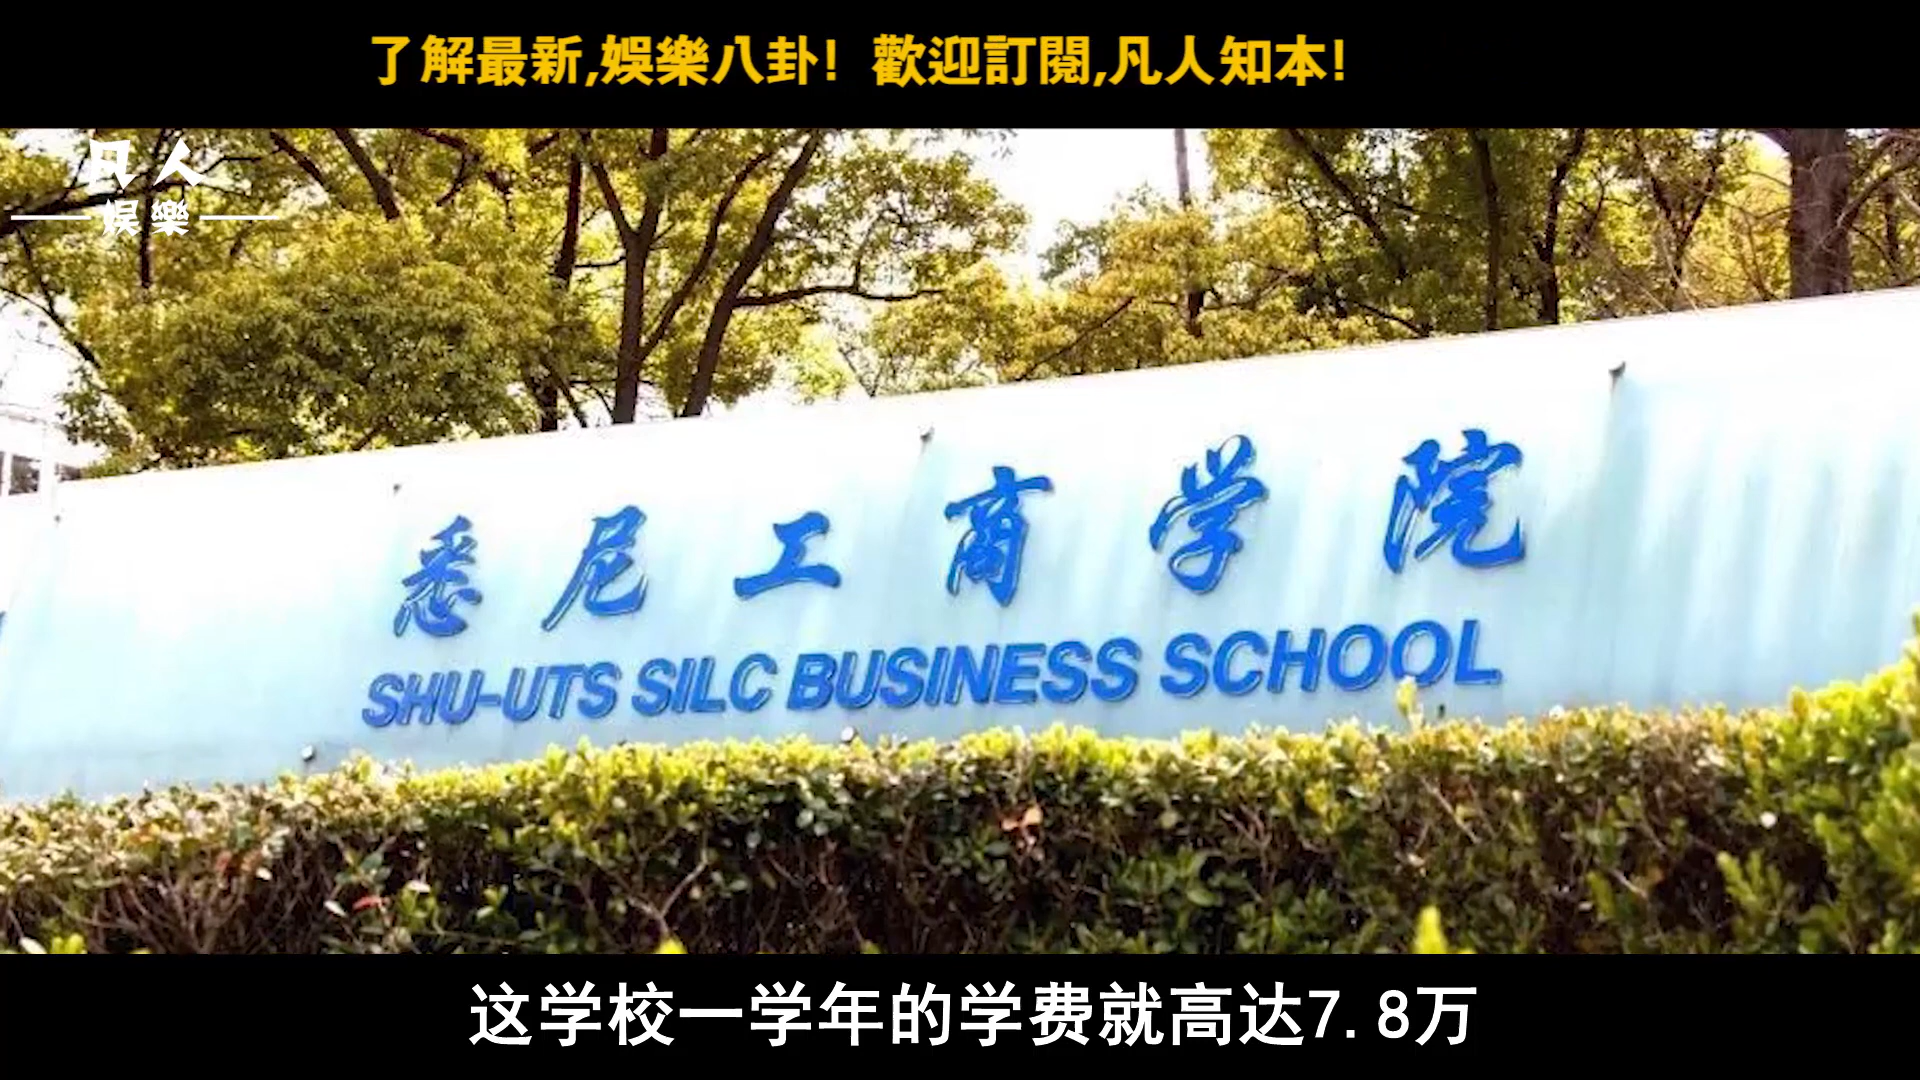 了解最新,娛樂八卦! 歡迎訂閱,凡人知本!
凡人
娛樂
悉尼工商学院
SHU-UTS SILC BUSINESS SCHOOL
这学校一学年的学费就高达7.8万